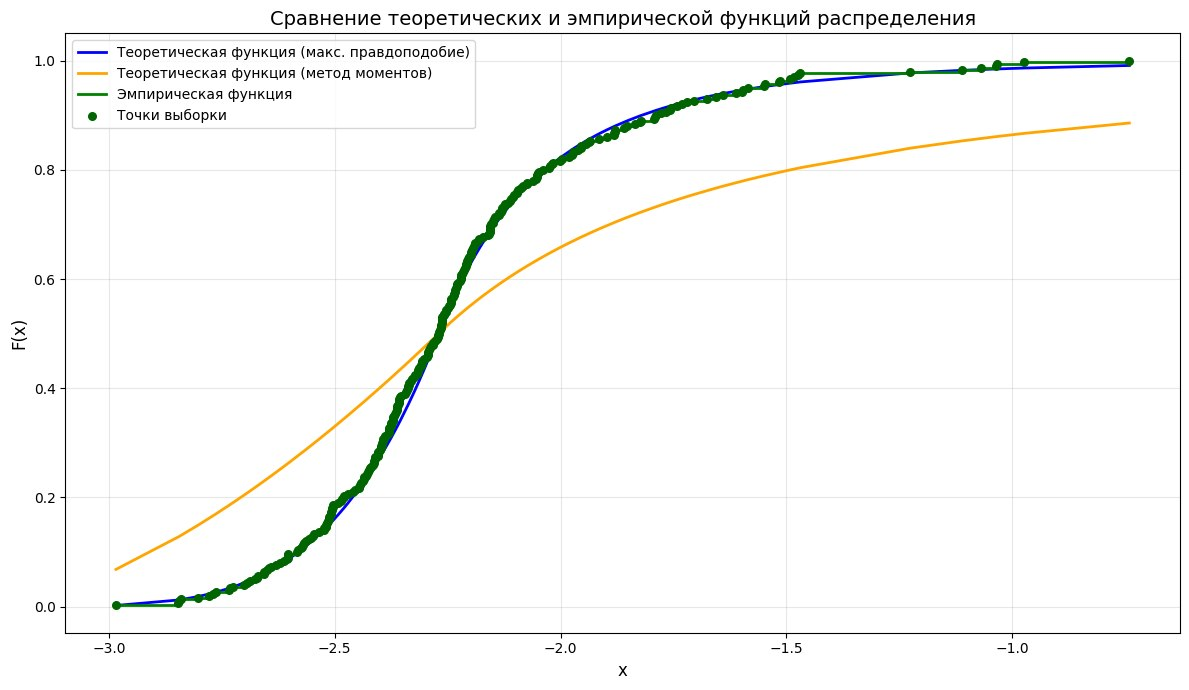 Сравнение теоретических и эмпирической функций распределения
Теоретическая функция (макс. правдоподобие)
Теоретическая функция (метод моментов)
Эмпирическая функция
Точки выборки
F(x)
1.0
0.8
0.6
0.4
0.2
0.0
−3.0 −2.5 −2.0 −1.5 −1.0
x